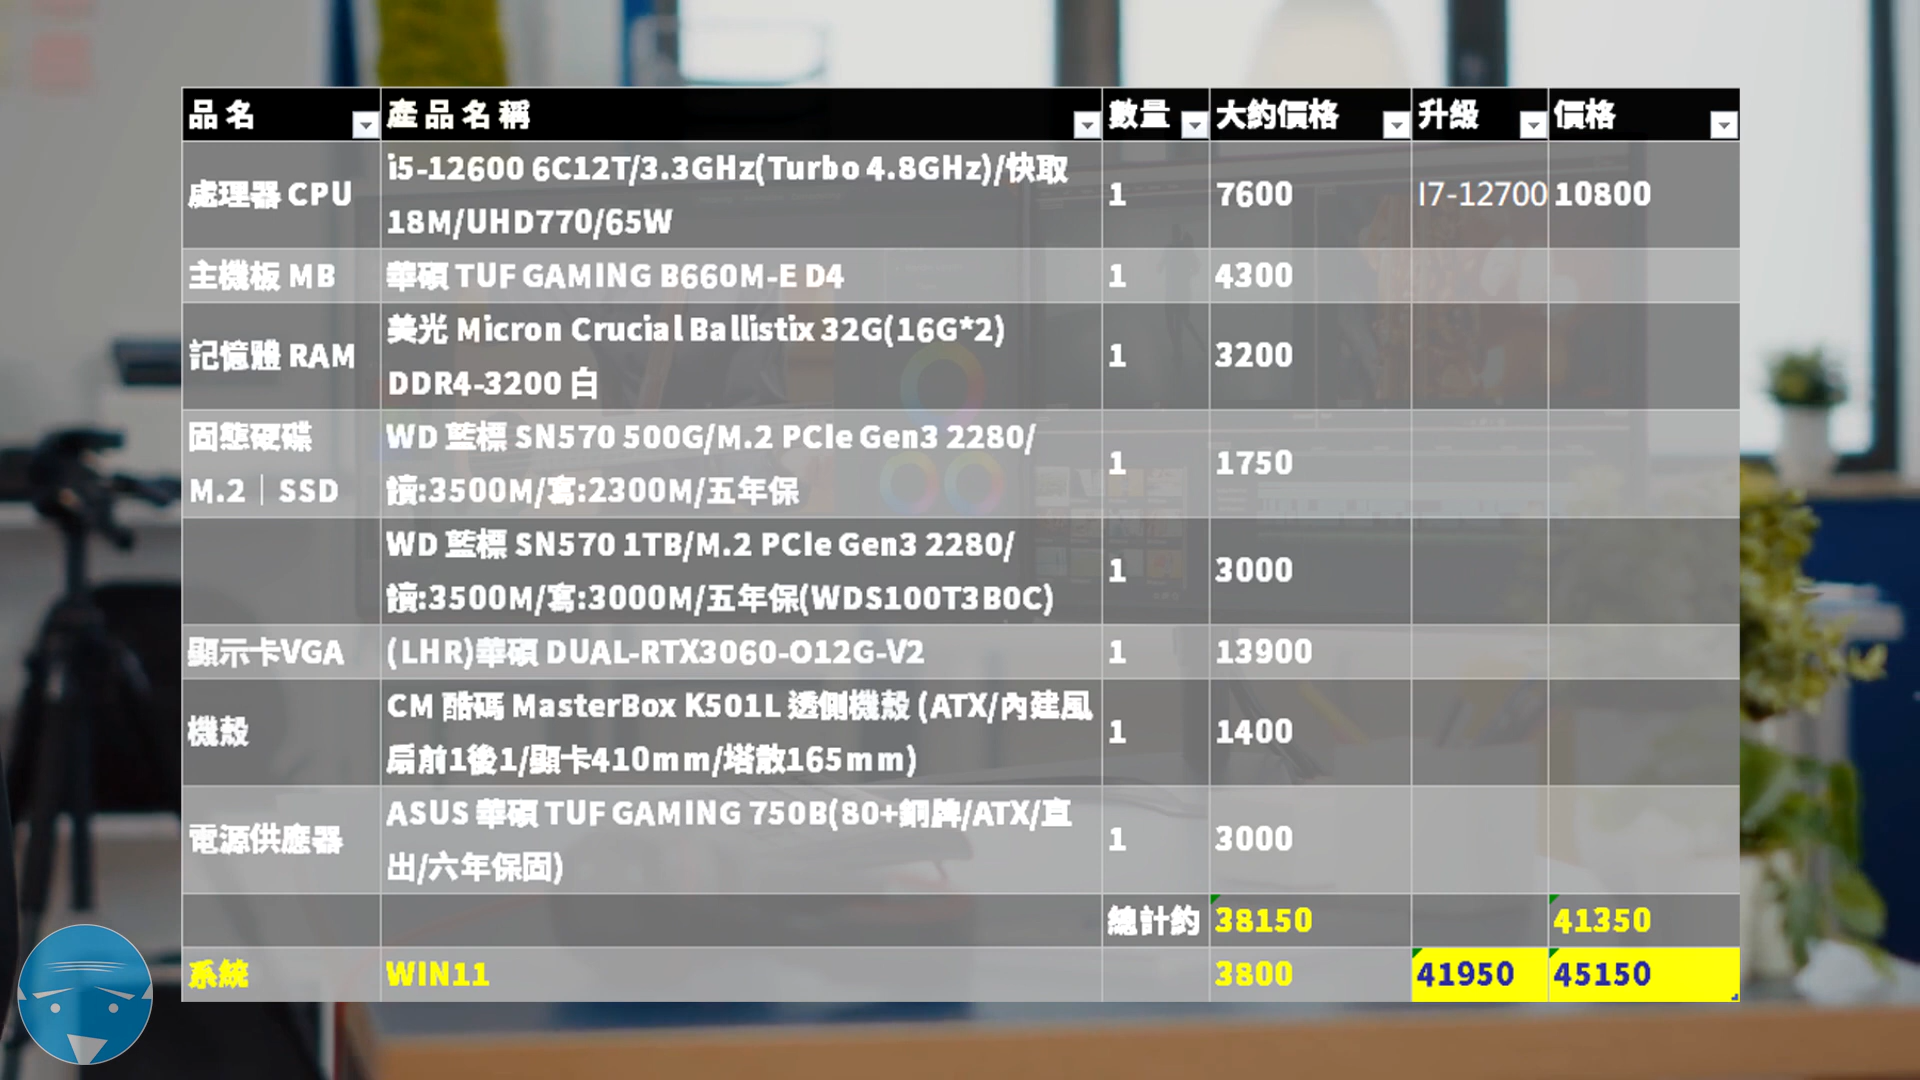 品 名 產 品 名 稱 數量 大約價格 升級 價格
處理器 CPU i5-12600 6C12T/3.3GHz(Turbo 4.8GHz)/快取 1 7600 I7-12700 10800
18M/UHD770/65W
主機板 MB 華碩 TUF GAMING B660M-E D4 1 4300
記憶體 RAM 美光 Micron Crucial Ballistix 32G(16G*2) 1 3200
DDR4-3200 白
固態硬碟 WD 藍標 SN570 500G/M.2 PCIe Gen3 2280/ 1 1750
M.2｜SSD 讀:3500M/寫:2300M/五年保
WD 藍標 SN570 1TB/M.2 PCIe Gen3 2280/ 1 3000
讀:3500M/寫:3000M/五年保(WDS100T3B0C)
顯示卡VGA (LHR)華碩 DUAL-RTX3060-O12G-V2 1 13900
機殼 CM 酷碼 MasterBox K501L 透側機殼 (ATX/內建風 1 1400
扇前1後1/顯卡410mm/塔散165mm)
電源供應器 ASUS 華碩 TUF GAMING 750B(80+銅牌/ATX/直 1 3000
出/六年保固)
總計約 38150 41350
系統 WIN11 3800 41950 45150